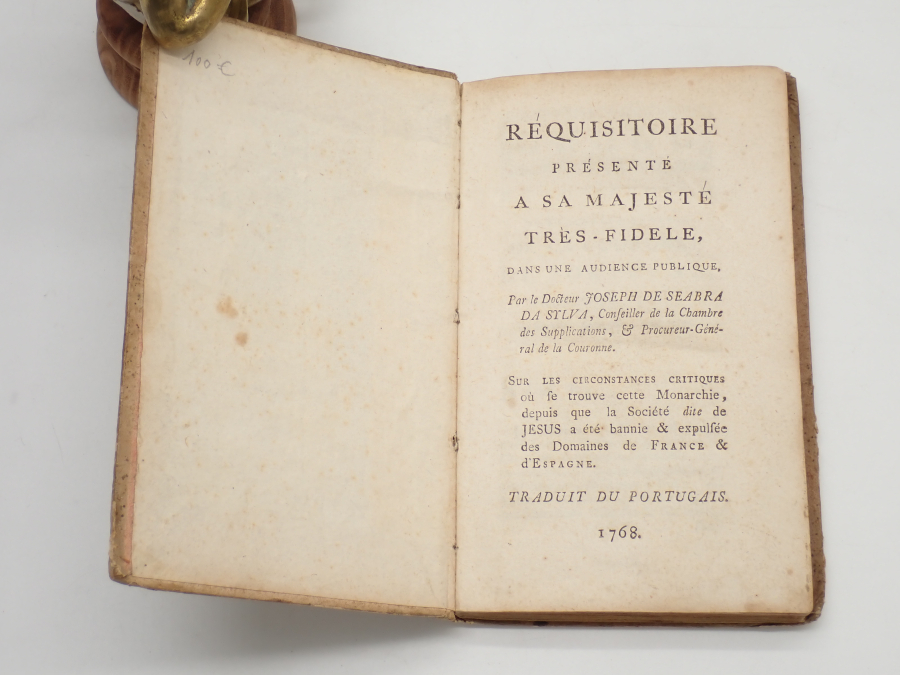 100 €
RÉQUISITOIRE
PRÉSENTÉ
A SA MAJESTÉ
TRÈS-FIDELE,
DANS UNE AUDIENCE PUBLIQUE,
Par le Docteur JOSEPH DE SEABRA
DA SYLVA, Conſeiller de la Chambre
des Supplications, & Procureur-Géné-
ral de la Couronne.
SUR LES CIRCONSTANCES CRITIQUES
où ſe trouve cette Monarchie,
depuis que la Société dite de
JESUS a été bannie & expulſée
des Domaines de FRANCE &
d'ESPAGNE.
TRADUIT DU PORTUGAIS.
1768.